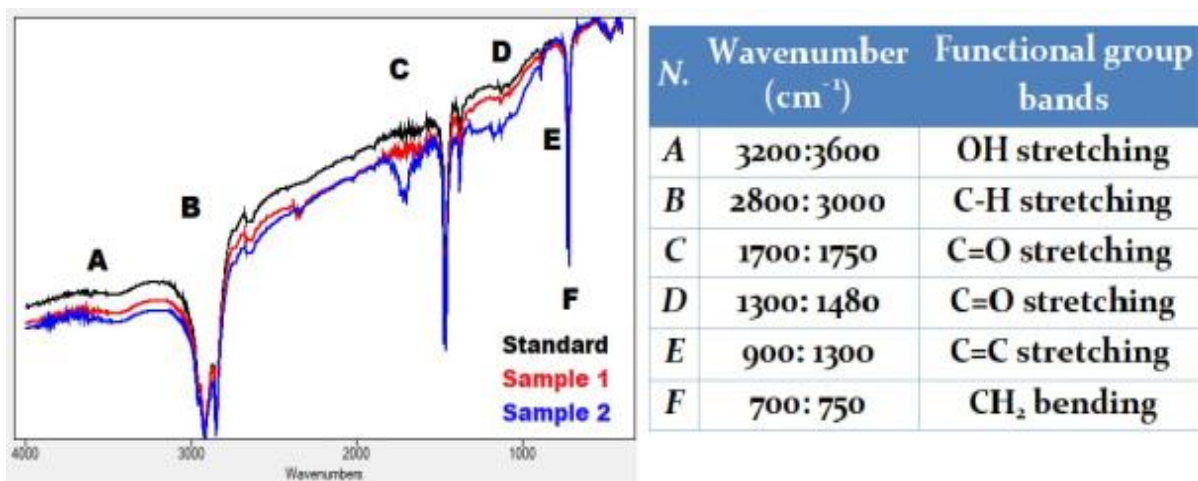 A
B
C
D
E
F
Standard
Sample 1
Sample 2
4000
3000
2000
1000
Wavenumbers
N. Wavenumber (cm⁻¹) Functional group bands
A 3200:3600 OH stretching
B 2800: 3000 C-H stretching
C 1700: 1750 C=O stretching
D 1300: 1480 C=O stretching
E 900: 1300 C=C stretching
F 700: 750 CH₂ bending